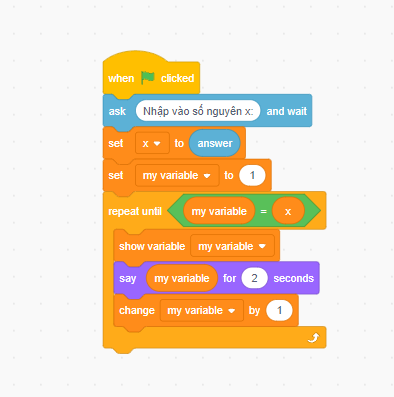 when clicked
ask Nhập vào số nguyên x: and wait
set x to answer
set my variable to 1
repeat until my variable = x
show variable my variable
say my variable for 2 seconds
change my variable by 1